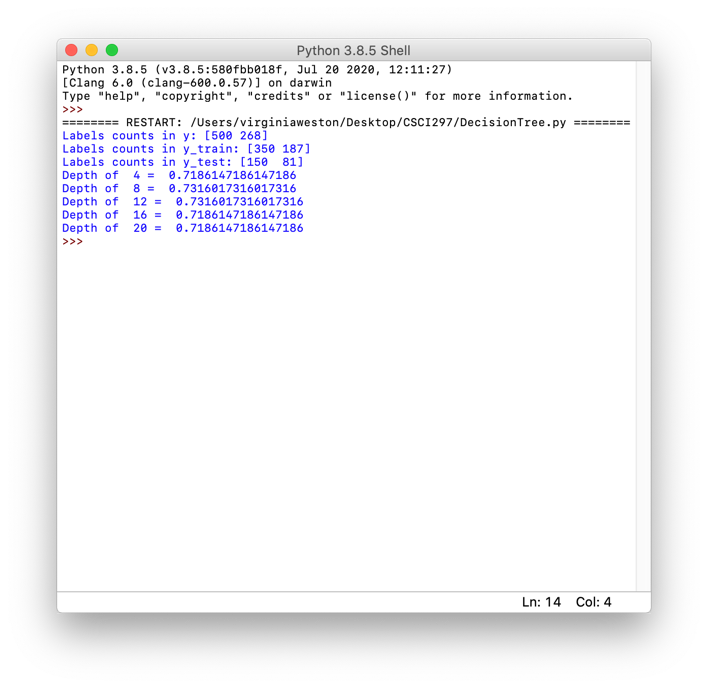 Python 3.8.5 Shell
Python 3.8.5 (v3.8.5:580fbb018f, Jul 20 2020, 12:11:27)
[Clang 6.0 (clang-600.0.57)] on darwin
Type "help", "copyright", "credits" or "license()" for more information.
>>>
======== RESTART: /Users/virginiaweston/Desktop/CSCI297/DecisionTree.py ========
Labels counts in y: [500 268]
Labels counts in y_train: [350 187]
Labels counts in y_test: [150  81]
Depth of  4 =  0.7186147186147186
Depth of  8 =  0.7316017316017316
Depth of  12 =  0.7316017316017316
Depth of  16 =  0.7186147186147186
Depth of  20 =  0.7186147186147186
>>>
Ln: 14 Col: 4